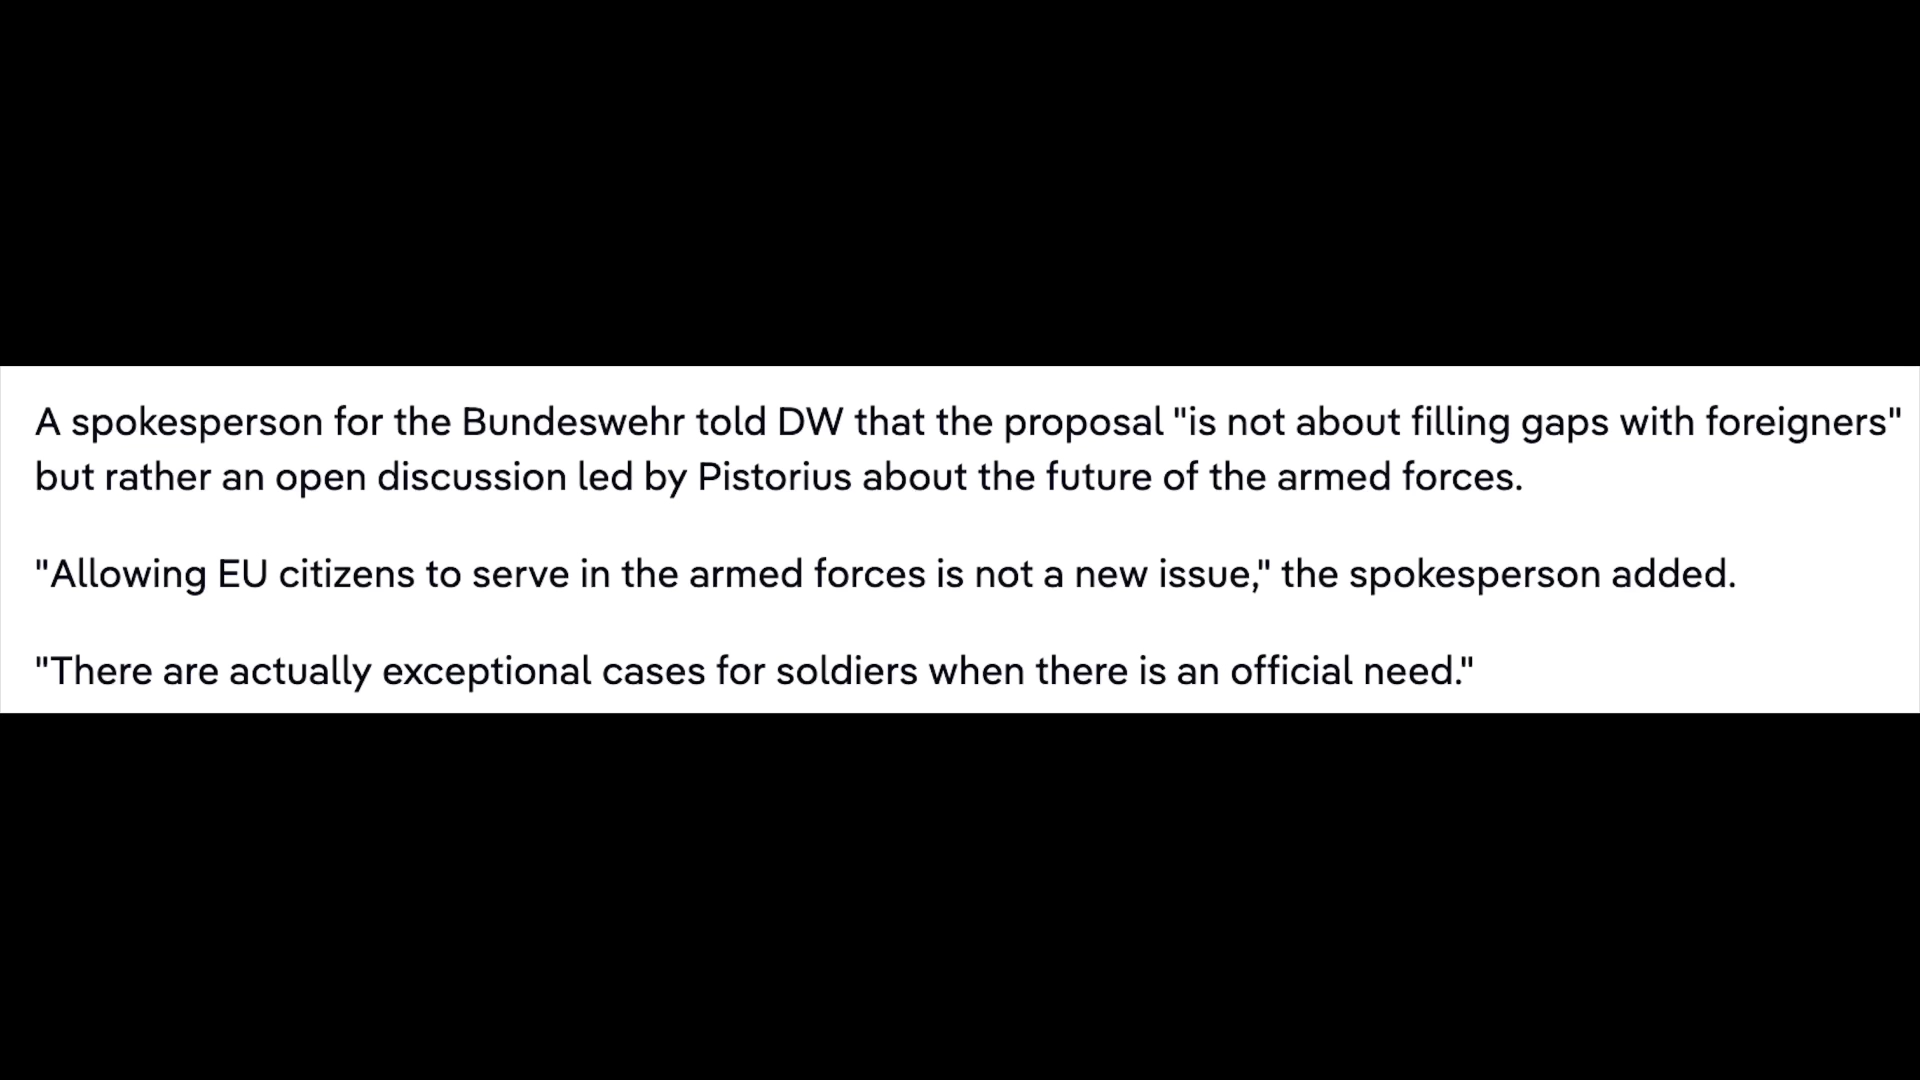 A spokesperson for the Bundeswehr told DW that the proposal "is not about filling gaps with foreigners"
but rather an open discussion led by Pistorius about the future of the armed forces.
"Allowing EU citizens to serve in the armed forces is not a new issue," the spokesperson added.
"There are actually exceptional cases for soldiers when there is an official need."